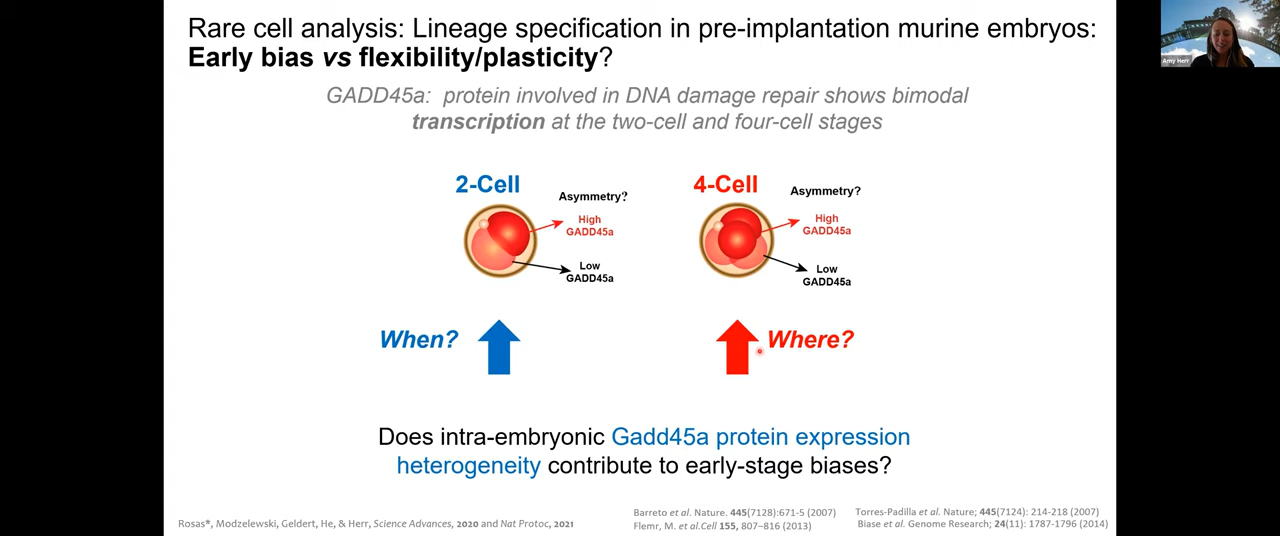 Rare cell analysis: Lineage specification in pre-implantation murine embryos:
Early bias vs flexibility/plasticity?
GADD45a: protein involved in DNA damage repair shows bimodal
transcription at the two-cell and four-cell stages
2-Cell
Asymmetry?
High
GADD45a
Low
GADD45a
4-Cell
Asymmetry?
High
GADD45a
Low
GADD45a
When?
Where?
Does intra-embryonic Gadd45a protein expression
heterogeneity contribute to early-stage biases?
Rosas*, Modzelewski, Geldert, He, & Herr, Science Advances, 2020 and Nat Protoc, 2021
Barreto et al. Nature. 445(7128):671-5 (2007)
Flemr, M. et al.Cell 155, 807–816 (2013)
Torres-Padilla et al. Nature; 445(7124): 214-218 (2007)
Biase et al. Genome Research; 24(11): 1787-1796 (2014)
Amy Herr